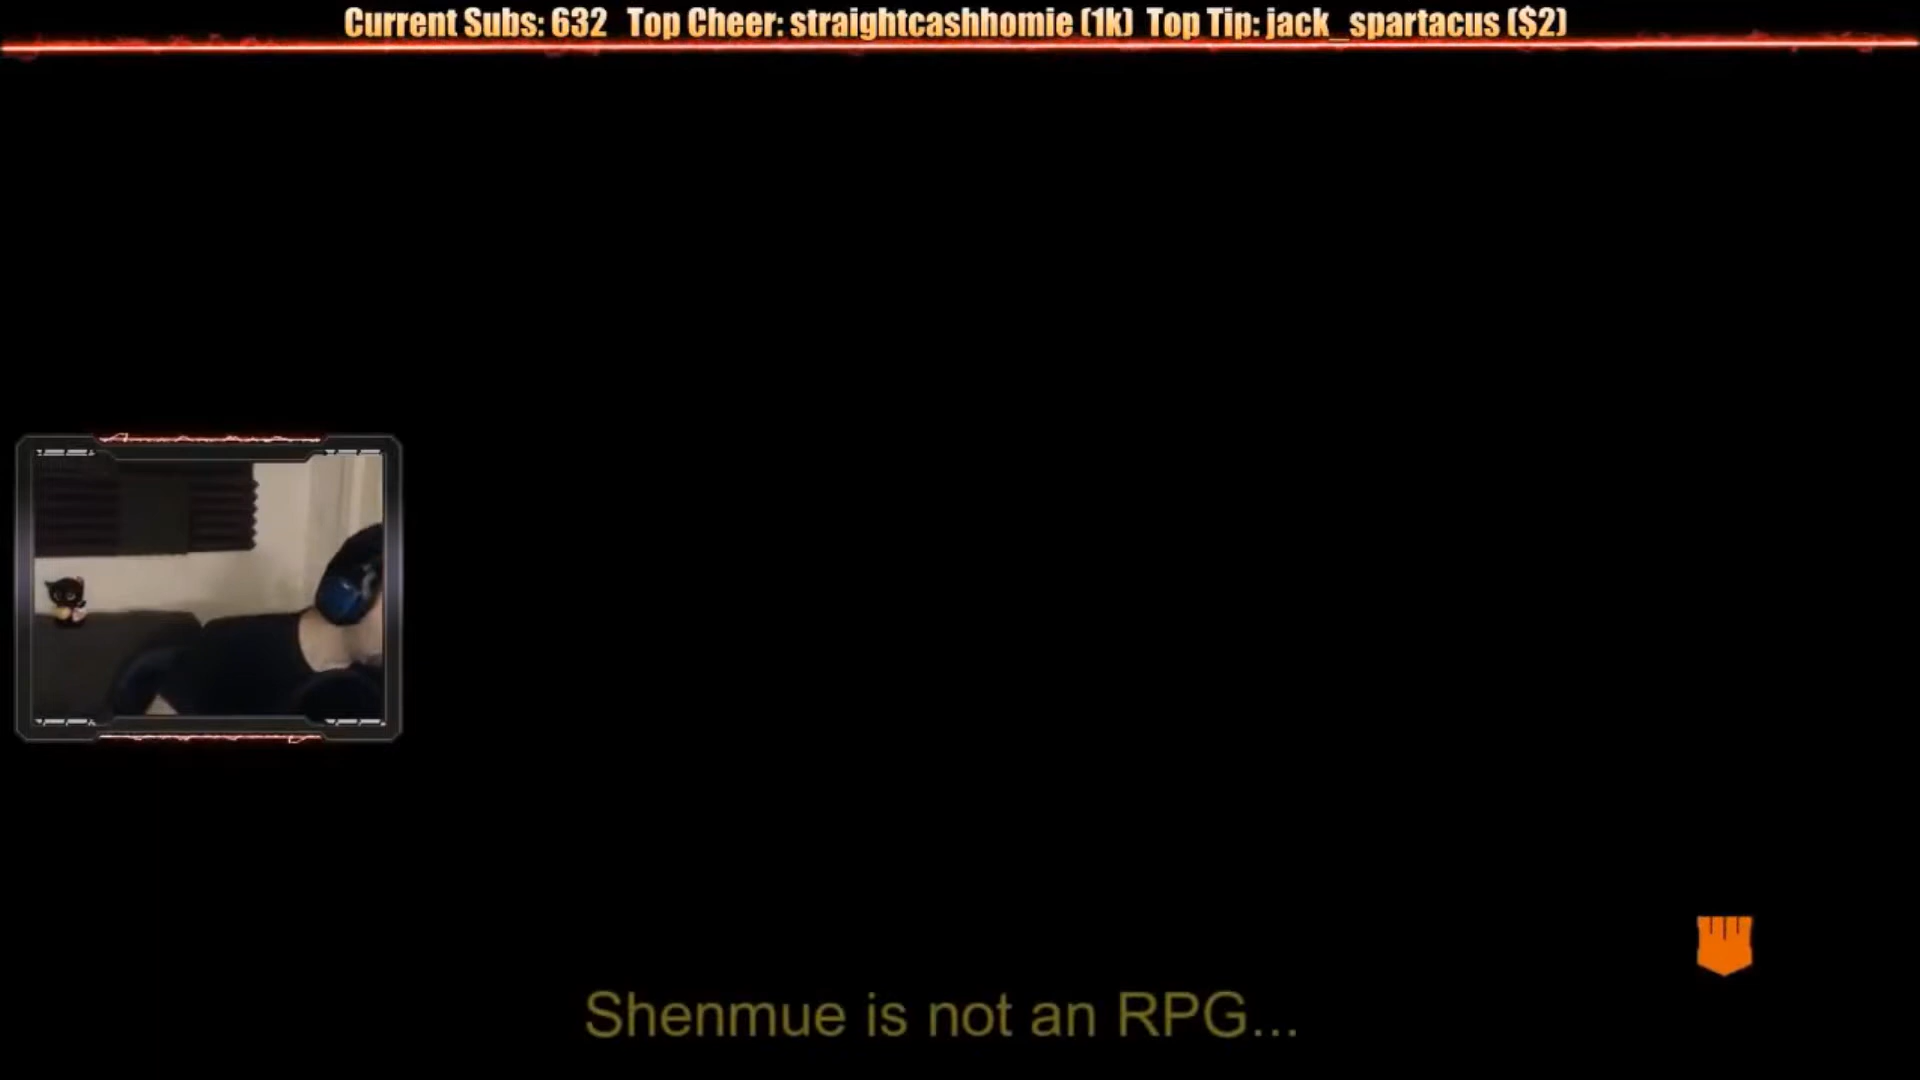 Current Subs: 632 Top Cheer: straightcashhomie (1k) Top Tip: jack_spartacus ($2)
Shenmue is not an RPG...